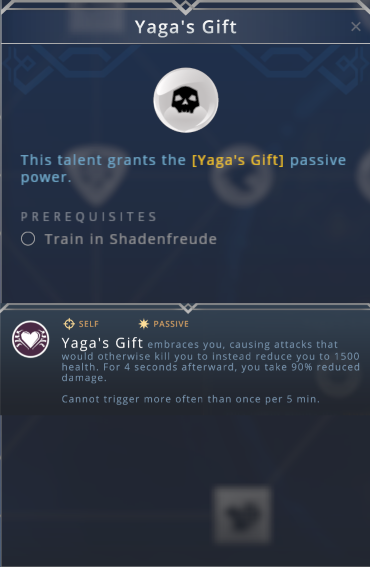 Yaga's Gift
This talent grants the [Yaga's Gift] passive
power.
PREREQUISITES
Train in Shadenfreude
SELF PASSIVE
Yaga's Gift embraces you, causing attacks that
would otherwise kill you to instead reduce you to 1500
health. For 4 seconds afterward, you take 90% reduced
damage.
Cannot trigger more often than once per 5 min.